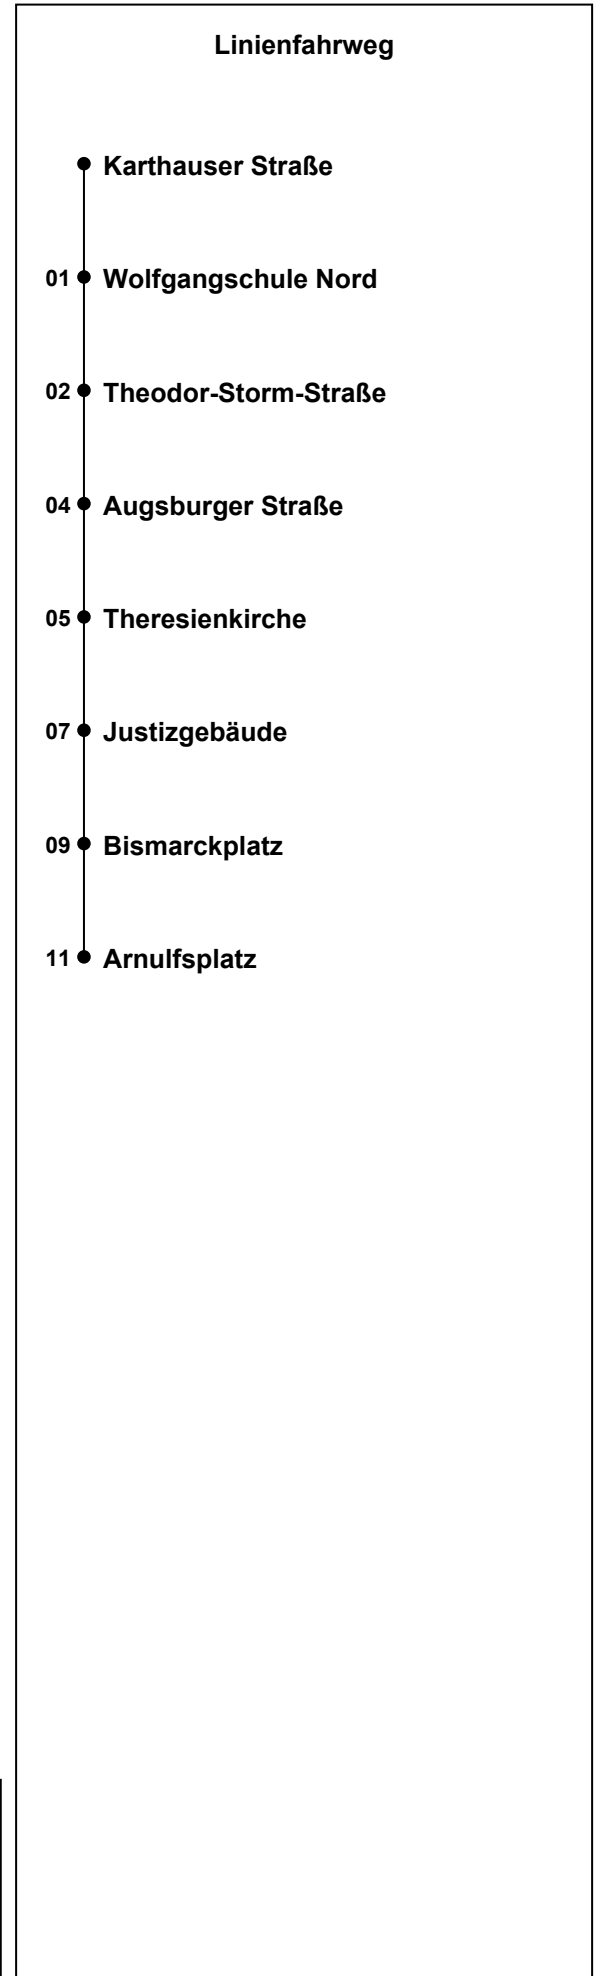 Linienfahrweg
Karthauser Straße
01 Wolfgangschule Nord
02 Theodor-Storm-Straße
04 Augsburger Straße
05 Theresienkirche
07 Justizgebäude
09 Bismarckplatz
11 Arnulfsplatz